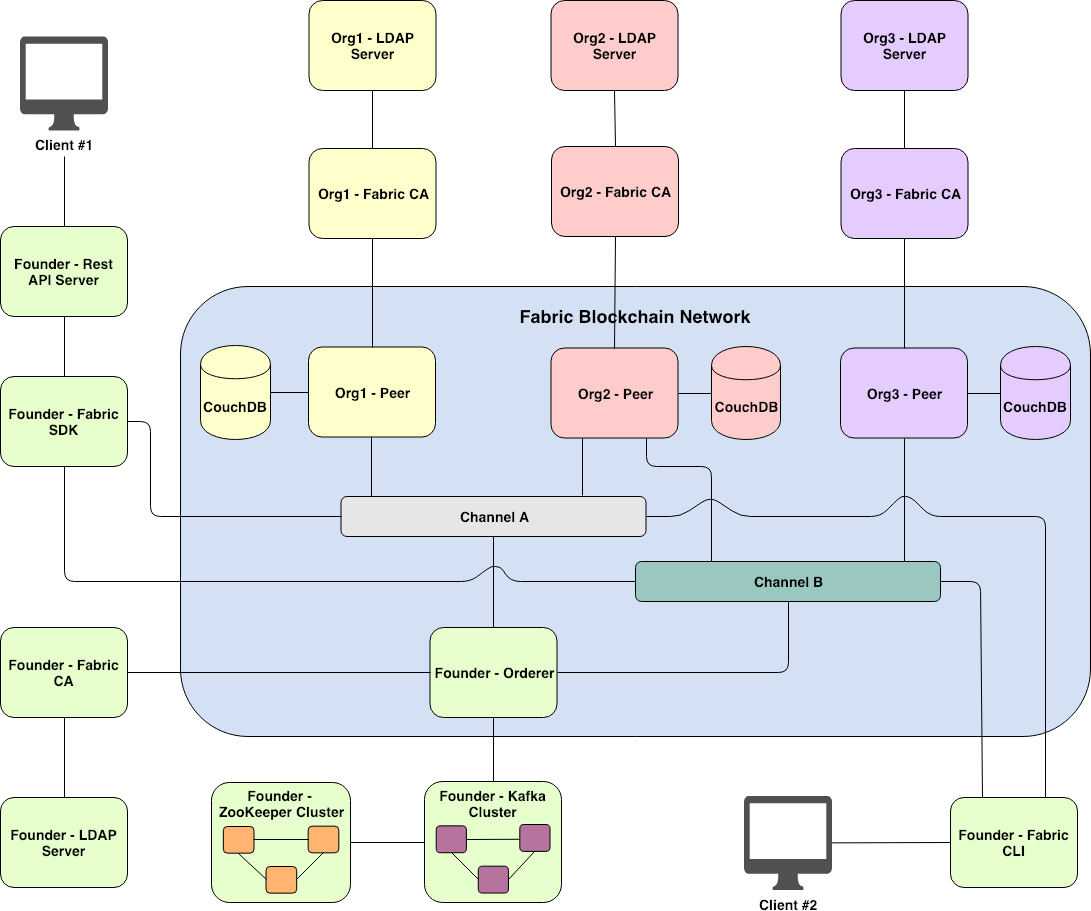 Org1 - LDAP
Server
Org2 - LDAP
Server
Org3 - LDAP
Server
Client #1
Org1 - Fabric CA
Org2 - Fabric CA
Org3 - Fabric CA
Founder - Rest
API Server
Fabric Blockchain Network
CouchDB
Org1 - Peer
Org2 - Peer
CouchDB
Org3 - Peer
CouchDB
Founder - Fabric
SDK
Channel A
Channel B
Founder - Fabric
CA
Founder - Orderer
Founder -
ZooKeeper Cluster
Founder - Kafka
Cluster
Founder - LDAP
Server
Founder - Fabric
CLI
Client #2